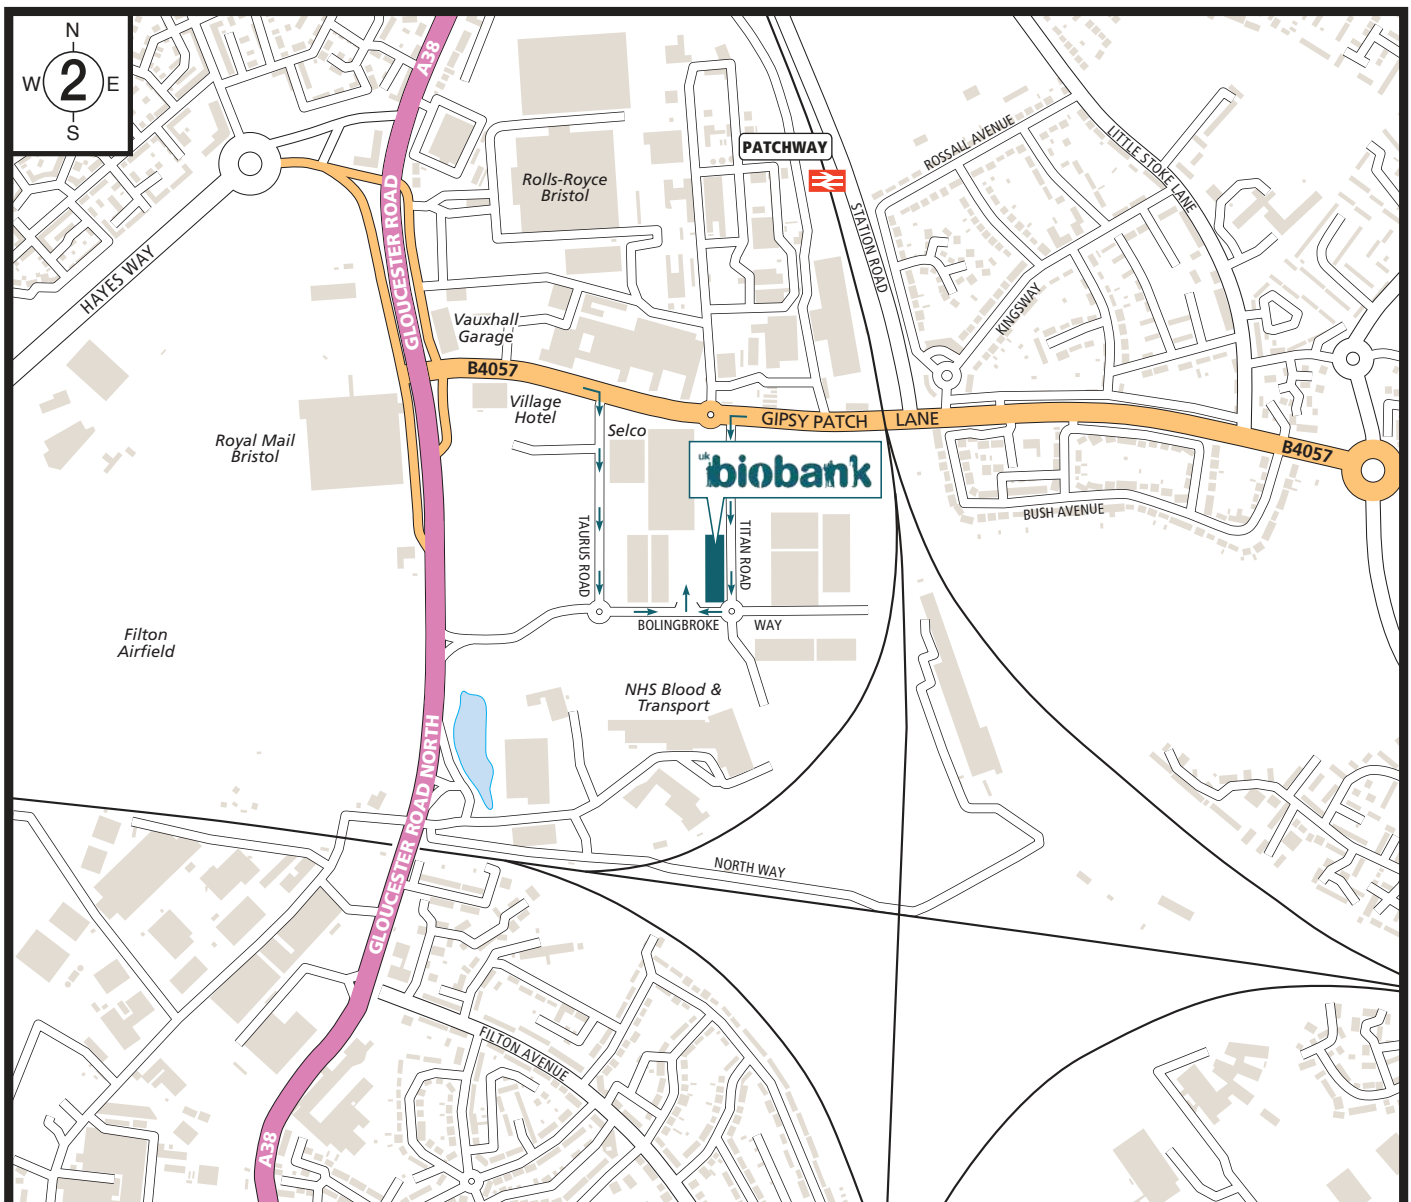 N
W 2 E
S
A38
PATCHWAY
Rolls-Royce
Bristol
ROSSALL AVENUE
LITTLE STOKE LANE
STATION ROAD
HAYES WAY
GLOUCESTER ROAD
KINGSWAY
Vauxhall
Garage
B4057
Village
Hotel
Selco
GIPSY PATCH LANE
B4057
Royal Mail
Bristol
uk
biobank
BUSH AVENUE
TAURUS ROAD
TITAN ROAD
BOLINGBROKE WAY
Filton
Airfield
NHS Blood &
Transport
GLOUCESTER ROAD NORTH
NORTH WAY
FILTON AVENUE
A38